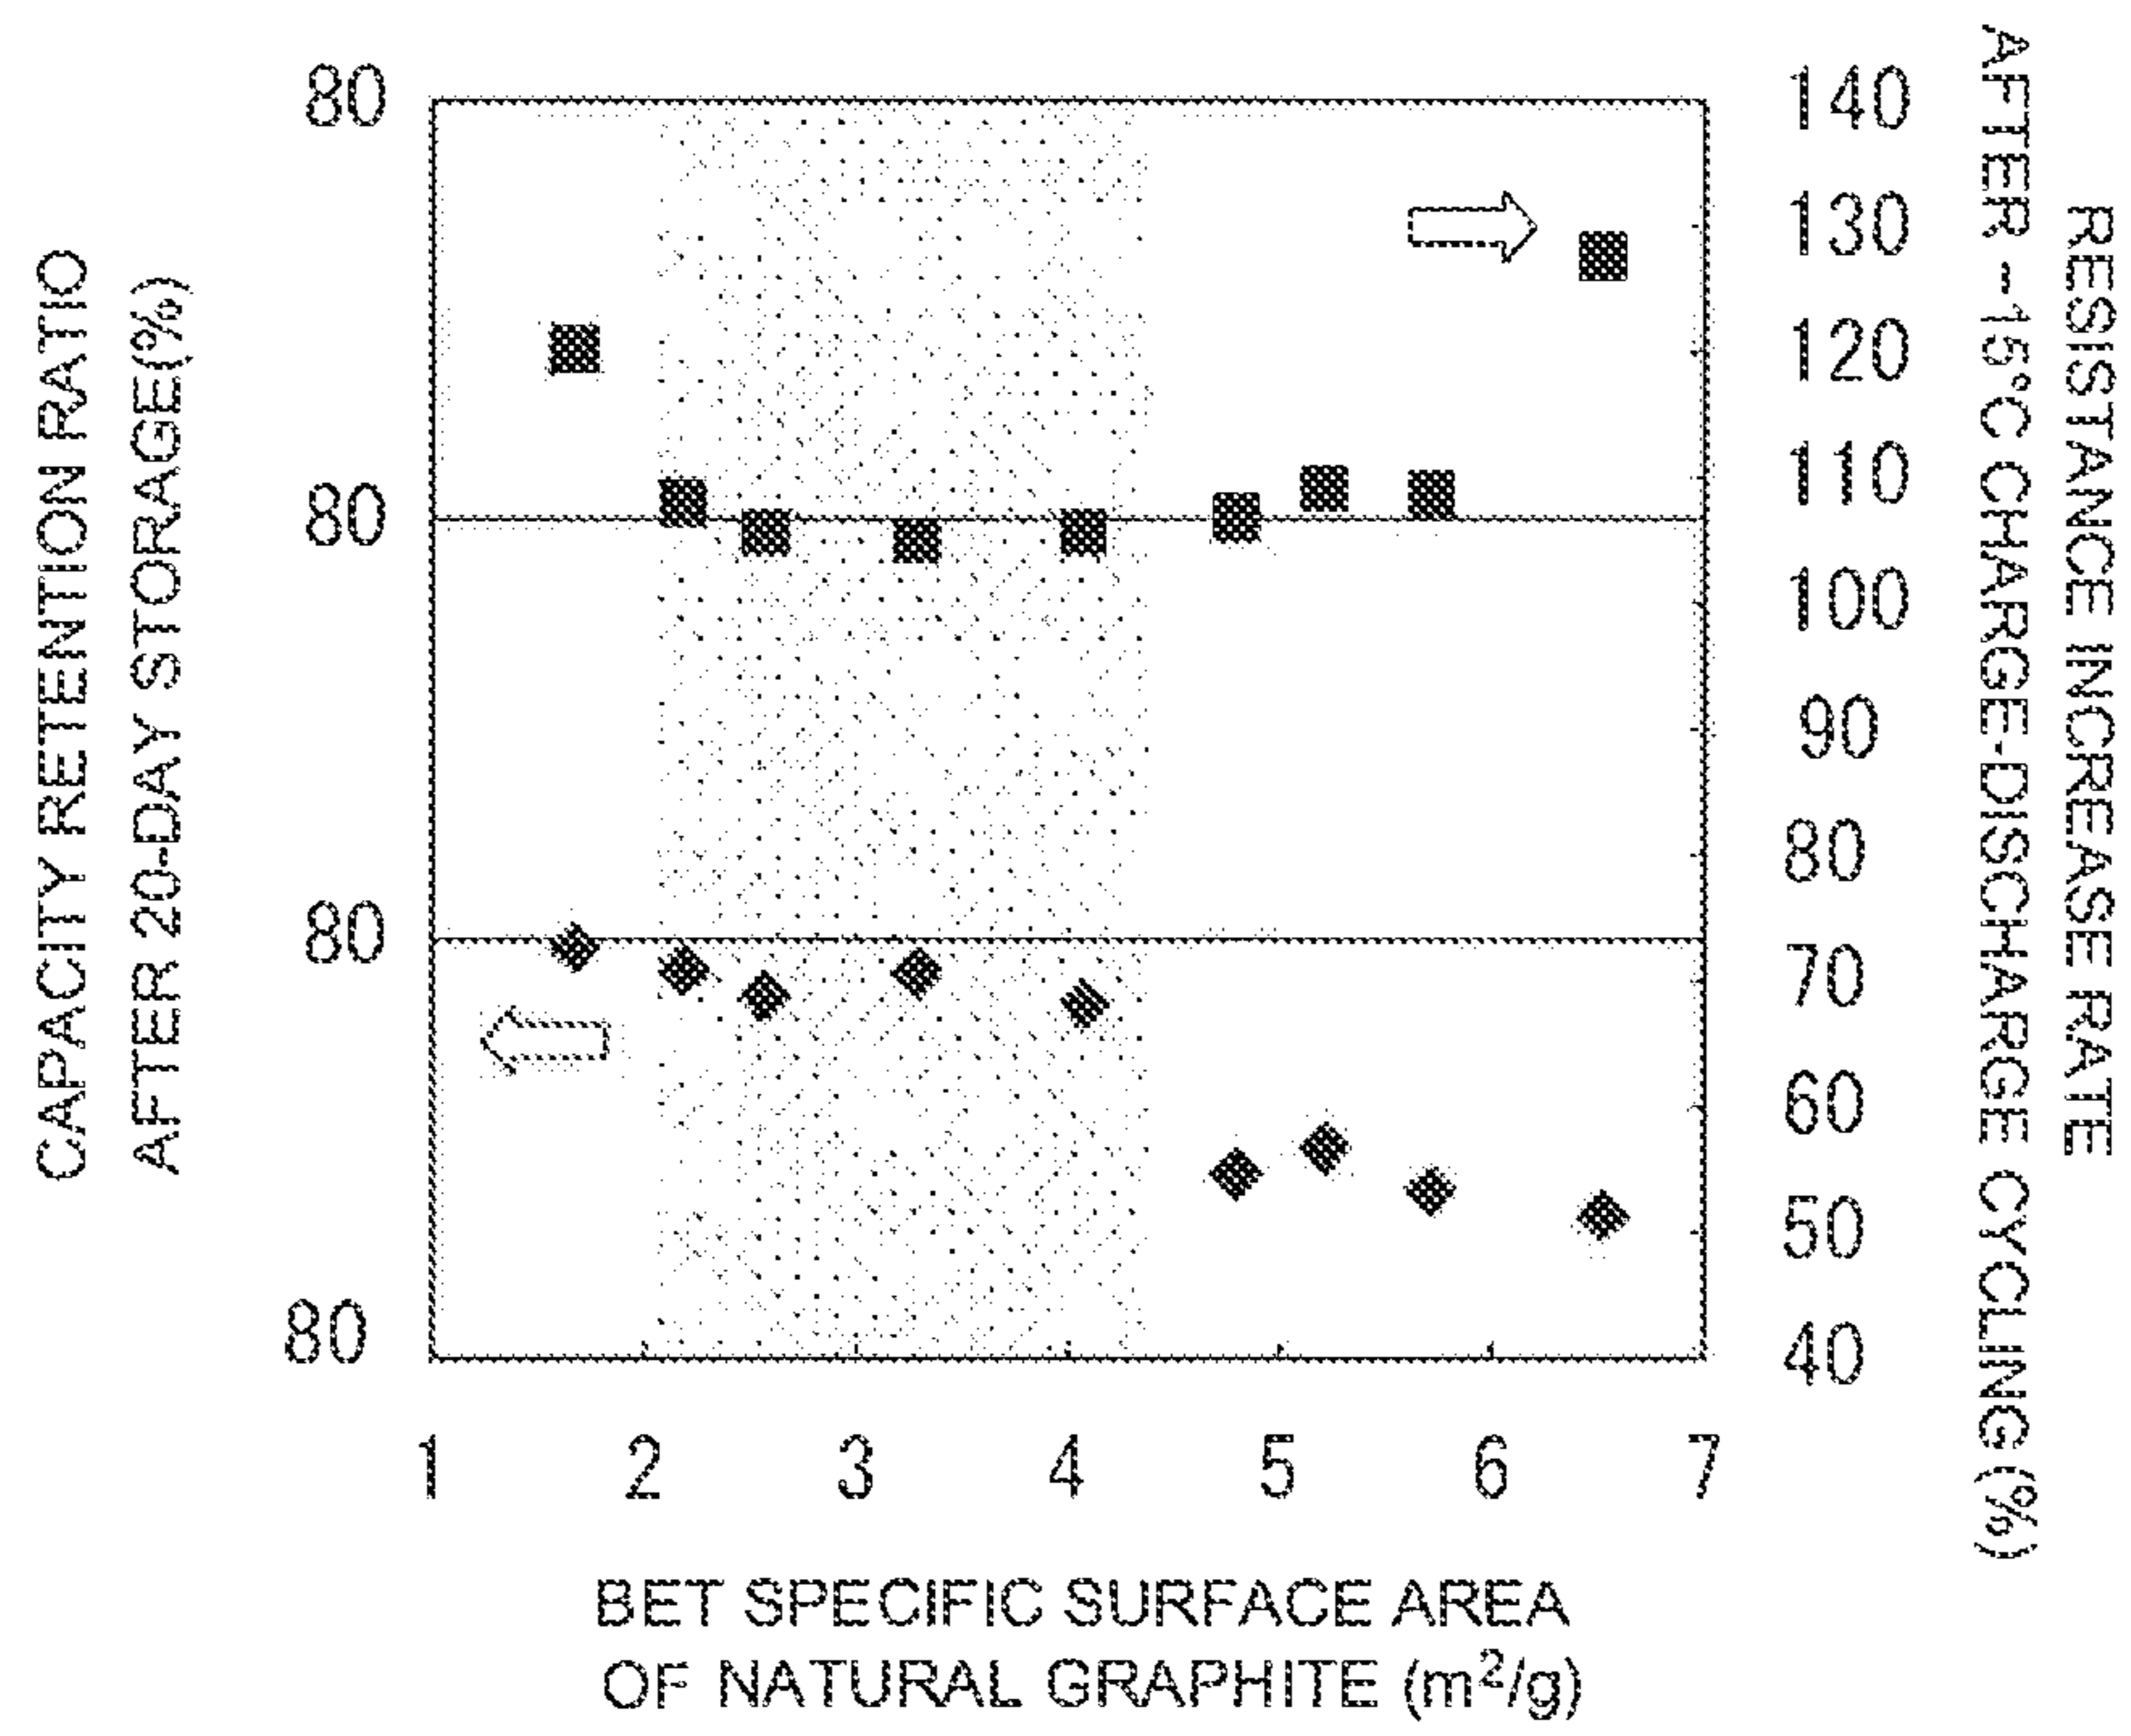 CAPACITY RETENTION RATIO
AFTER 20-DAY STORAGE(%)
80
80
80
80
140
130
120
110
100
90
80
70
60
50
40
RESISTANCE INCREASE RATE
AFTER -15°C CHARGE-DISCHARGE CYCLING (%)
1 2 3 4 5 6 7
BET SPECIFIC SURFACE AREA
OF NATURAL GRAPHITE (m²/g)